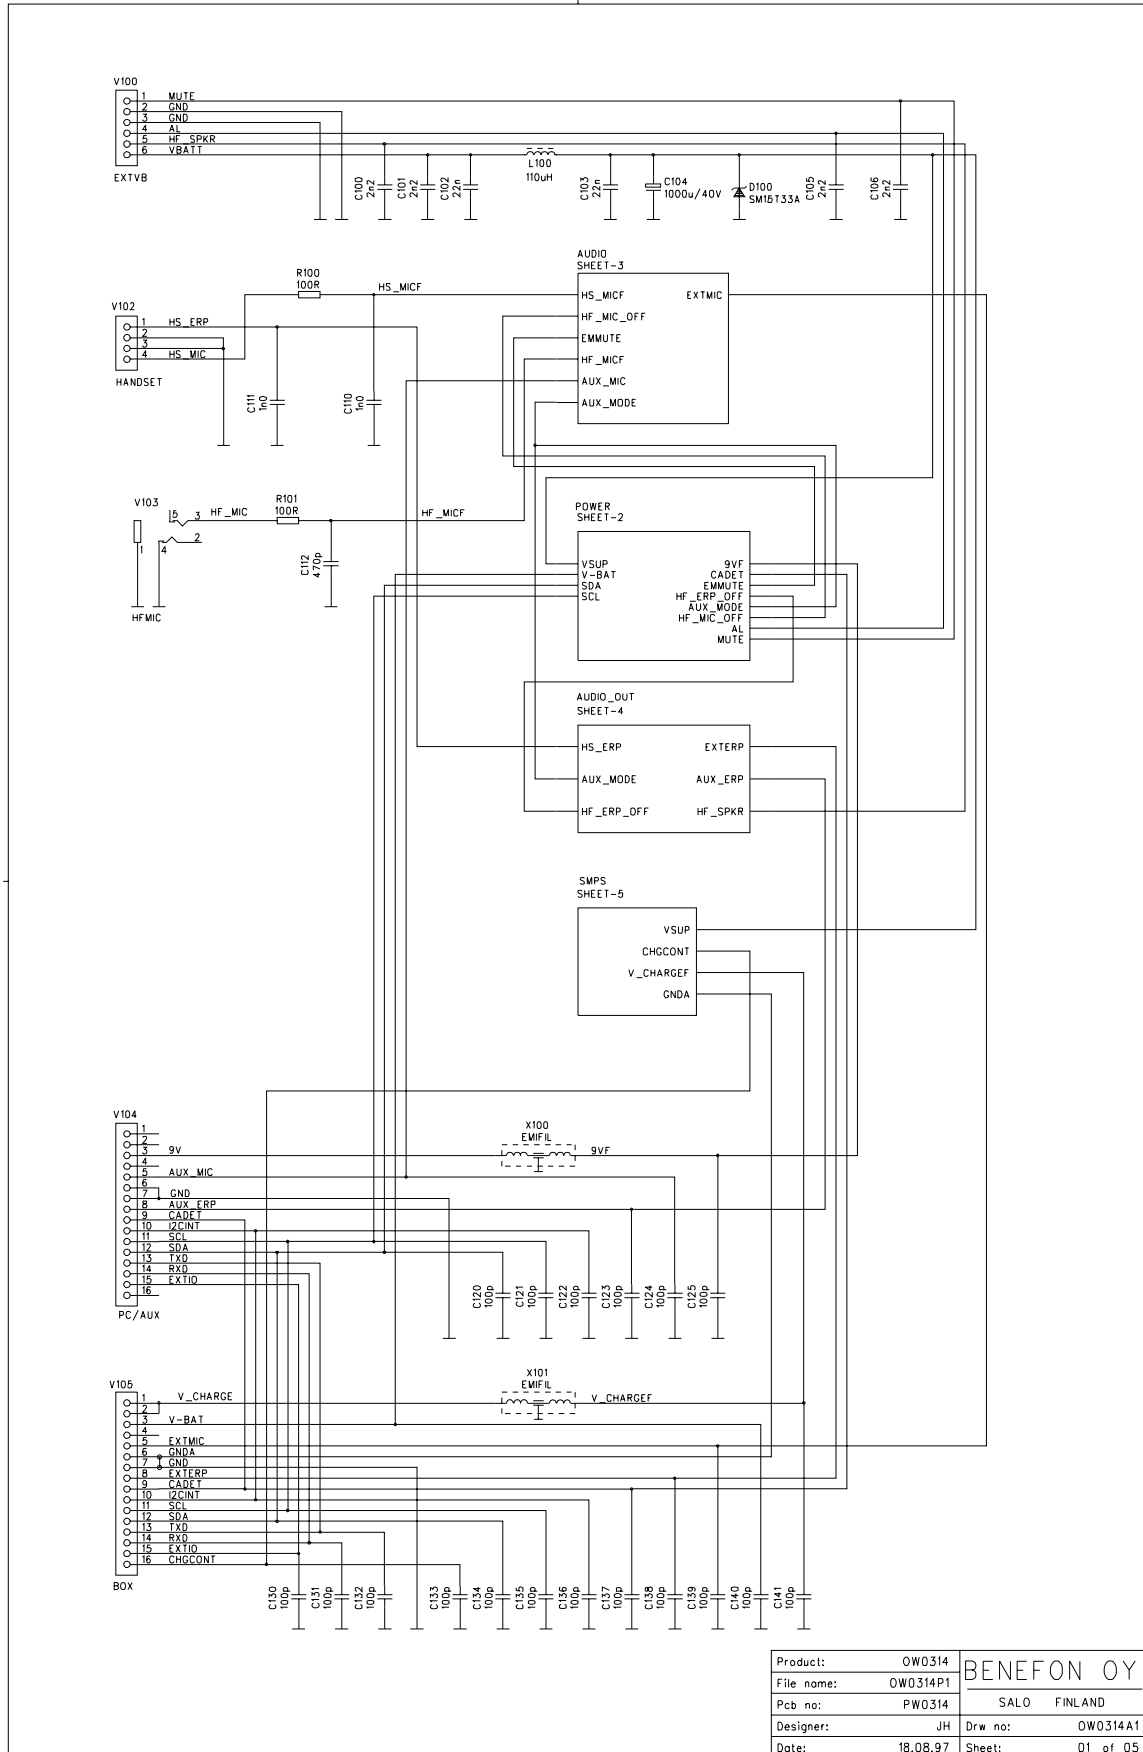 V100
1 MUTE
2 GND
3 GND
4 AL
5 HF_SPKR
6 VBATT
EXTVB
C100 2n2
C101 2n2
C102 22n
L100
110uH
C103 22n
C104
1000u/40V
D100
SM15T33A
C105 2n2
C106 2n2
AUDIO
SHEET-3
HS_MICF EXTMIC
HF_MIC_OFF
EMMUTE
HF_MICF
AUX_MIC
AUX_MODE
R100
100R
HS_MICF
V102
1 HS_ERP
2
3
4 HS_MIC
HANDSET
C111 1n0
C110 1n0
V103
5 3 HF_MIC
1 4 2
HFMIC
R101
100R
HF_MICF
C112 470p
POWER
SHEET-2
VSUP 9VF
V-BAT CADET
SDA EMMUTE
SCL HF_ERP_OFF
AUX_MODE
HF_MIC_OFF
AL
MUTE
AUDIO_OUT
SHEET-4
HS_ERP EXTERP
AUX_MODE AUX_ERP
HF_ERP_OFF HF_SPKR
SMPS
SHEET-5
VSUP
CHGCONT
V_CHARGEF
GNDA
V104
1
2
3 9V
4
5 AUX_MIC
6
7 GND
8 AUX_ERP
9 CADET
10 I2CINT
11 SCL
12 SDA
13 TXD
14 RXD
15 EXTIO
16
PC/AUX
X100
EMIFIL
9VF
C120 100p
C121 100p
C122 100p
C123 100p
C124 100p
C125 100p
V105
1 V_CHARGE
2
3 V-BAT
4
5 EXTMIC
6 GNDA
7 GND
8 EXTERP
9 CADET
10 I2CINT
11 SCL
12 SDA
13 TXD
14 RXD
15 EXTIO
16 CHGCONT
BOX
X101
EMIFIL
V_CHARGEF
C130 100p
C131 100p
C132 100p
C133 100p
C134 100p
C135 100p
C136 100p
C137 100p
C138 100p
C139 100p
C140 100p
C141 100p
Product: OW0314
File name: OW0314P1
Pcb no: PW0314
Designer: JH
Date: 18.08.97
BENEFON OY
SALO FINLAND
Drw no: OW0314A1
Sheet: 01 of 05